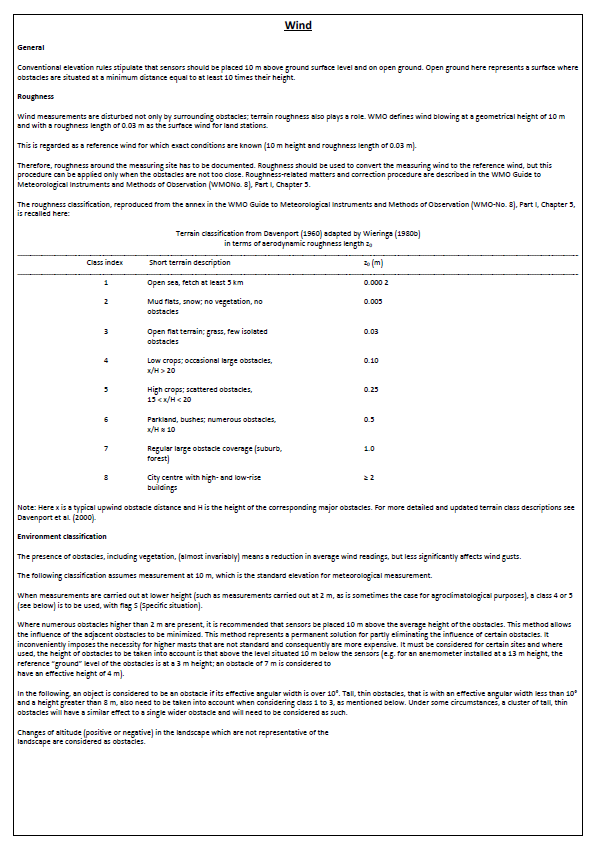 Wind
General
Conventional elevation rules stipulate that sensors should be placed 10 m above ground surface level and on open ground. Open ground here represents a surface where
obstacles are situated at a minimum distance equal to at least 10 times their height.
Roughness
Wind measurements are disturbed not only by surrounding obstacles; terrain roughness also plays a role. WMO defines wind blowing at a geometrical height of 10 m
and with a roughness length of 0.03 m as the surface wind for land stations.
This is regarded as a reference wind for which exact conditions are known (10 m height and roughness length of 0.03 m).
Therefore, roughness around the measuring site has to be documented. Roughness should be used to convert the measuring wind to the reference wind, but this
procedure can be applied only when the obstacles are not too close. Roughness-related matters and correction procedure are described in the WMO Guide to
Meteorological Instruments and Methods of Observation (WMONo. 8), Part I, Chapter 5.
The roughness classification, reproduced from the annex in the WMO Guide to Meteorological Instruments and Methods of Observation (WMO-No. 8), Part I, Chapter 5,
is recalled here:
Terrain classification from Davenport (1960) adapted by Wieringa (1980b)
in terms of aerodynamic roughness length z₀
Class index Short terrain description z₀ (m)
1 Open sea, fetch at least 5 km 0.000 2
2 Mud flats, snow; no vegetation, no 0.005
obstacles
3 Open flat terrain; grass, few isolated 0.03
obstacles
4 Low crops; occasional large obstacles, 0.10
x/H > 20
5 High crops; scattered obstacles, 0.25
15 < x/H < 20
6 Parkland, bushes; numerous obstacles, 0.5
x/H ≈ 10
7 Regular large obstacle coverage (suburb, 1.0
forest)
8 City centre with high- and low-rise ≥ 2
buildings
Note: Here x is a typical upwind obstacle distance and H is the height of the corresponding major obstacles. For more detailed and updated terrain class descriptions see
Davenport et al. (2000).
Environment classification
The presence of obstacles, including vegetation, (almost invariably) means a reduction in average wind readings, but less significantly affects wind gusts.
The following classification assumes measurement at 10 m, which is the standard elevation for meteorological measurement.
When measurements are carried out at lower height (such as measurements carried out at 2 m, as is sometimes the case for agroclimatological purposes), a class 4 or 5
(see below) is to be used, with flag S (Specific situation).
Where numerous obstacles higher than 2 m are present, it is recommended that sensors be placed 10 m above the average height of the obstacles. This method allows
the influence of the adjacent obstacles to be minimized. This method represents a permanent solution for partly eliminating the influence of certain obstacles. It
inconveniently imposes the necessity for higher masts that are not standard and consequently are more expensive. It must be considered for certain sites and where
used, the height of obstacles to be taken into account is that above the level situated 10 m below the sensors (e.g. for an anemometer installed at a 13 m height, the
reference “ground” level of the obstacles is at a 3 m height; an obstacle of 7 m is considered to
have an effective height of 4 m).
In the following, an object is considered to be an obstacle if its effective angular width is over 10°. Tall, thin obstacles, that is with an effective angular width less than 10°
and a height greater than 8 m, also need to be taken into account when considering class 1 to 3, as mentioned below. Under some circumstances, a cluster of tall, thin
obstacles will have a similar effect to a single wider obstacle and will need to be considered as such.
Changes of altitude (positive or negative) in the landscape which are not representative of the
landscape are considered as obstacles.